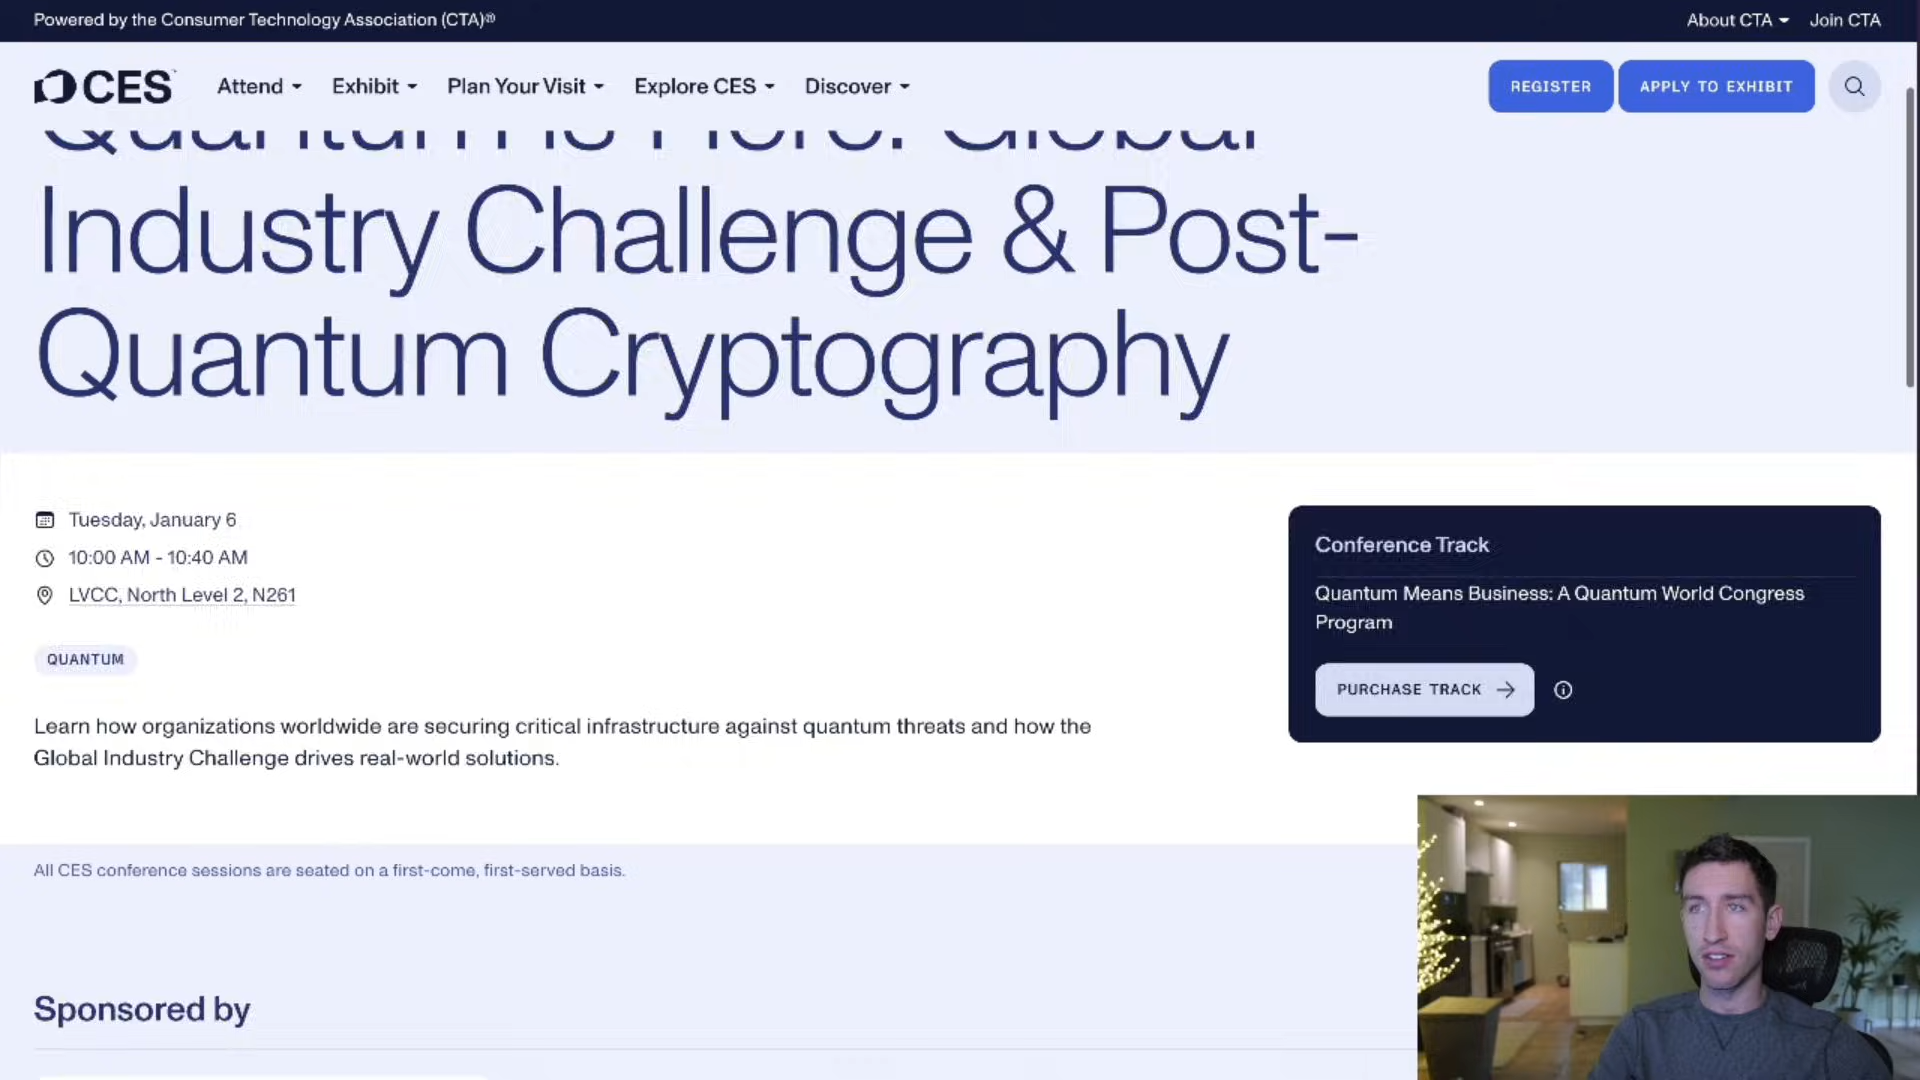 Powered by the Consumer Technology Association (CTA)®
About CTA
Join CTA
CES
Attend
Exhibit
Plan Your Visit
Explore CES
Discover
REGISTER
APPLY TO EXHIBIT
Quantum Is Here: Global
Industry Challenge & Post-
Quantum Cryptography
Tuesday, January 6
10:00 AM - 10:40 AM
LVCC, North Level 2, N261
QUANTUM
Learn how organizations worldwide are securing critical infrastructure against quantum threats and how the
Global Industry Challenge drives real-world solutions.
Conference Track
Quantum Means Business: A Quantum World Congress
Program
PURCHASE TRACK
All CES conference sessions are seated on a first-come, first-served basis.
Sponsored by